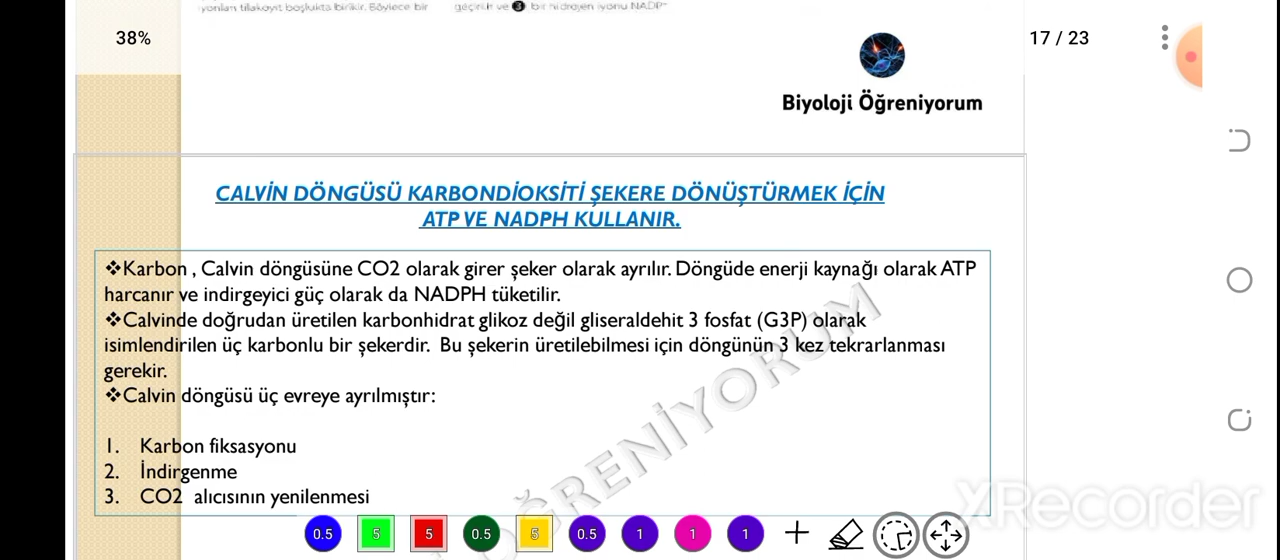 38%
17 / 23
Biyoloji Öğreniyorum
CALVİN DÖNGÜSÜ KARBONDİOKSİTİ ŞEKERE DÖNÜŞTÜRMEK İÇİN
ATP VE NADPH KULLANIR.
❖Karbon , Calvin döngüsüne CO2 olarak girer şeker olarak ayrılır. Döngüde enerji kaynağı olarak ATP
harcanır ve indirgeyici güç olarak da NADPH tüketilir.
❖Calvinde doğrudan üretilen karbonhidrat glikoz değil gliseraldehit 3 fosfat (G3P) olarak
isimlendirilen üç karbonlu bir şekerdir. Bu şekerin üretilebilmesi için döngünün 3 kez tekrarlanması
gerekir.
❖Calvin döngüsü üç evreye ayrılmıştır:
1. Karbon fiksasyonu
2. İndirgenme
3. CO2 alıcısının yenilenmesi
ÖĞRENİYORUM
XRecorder
0.5 5 5 0.5 5 0.5 1 1 1